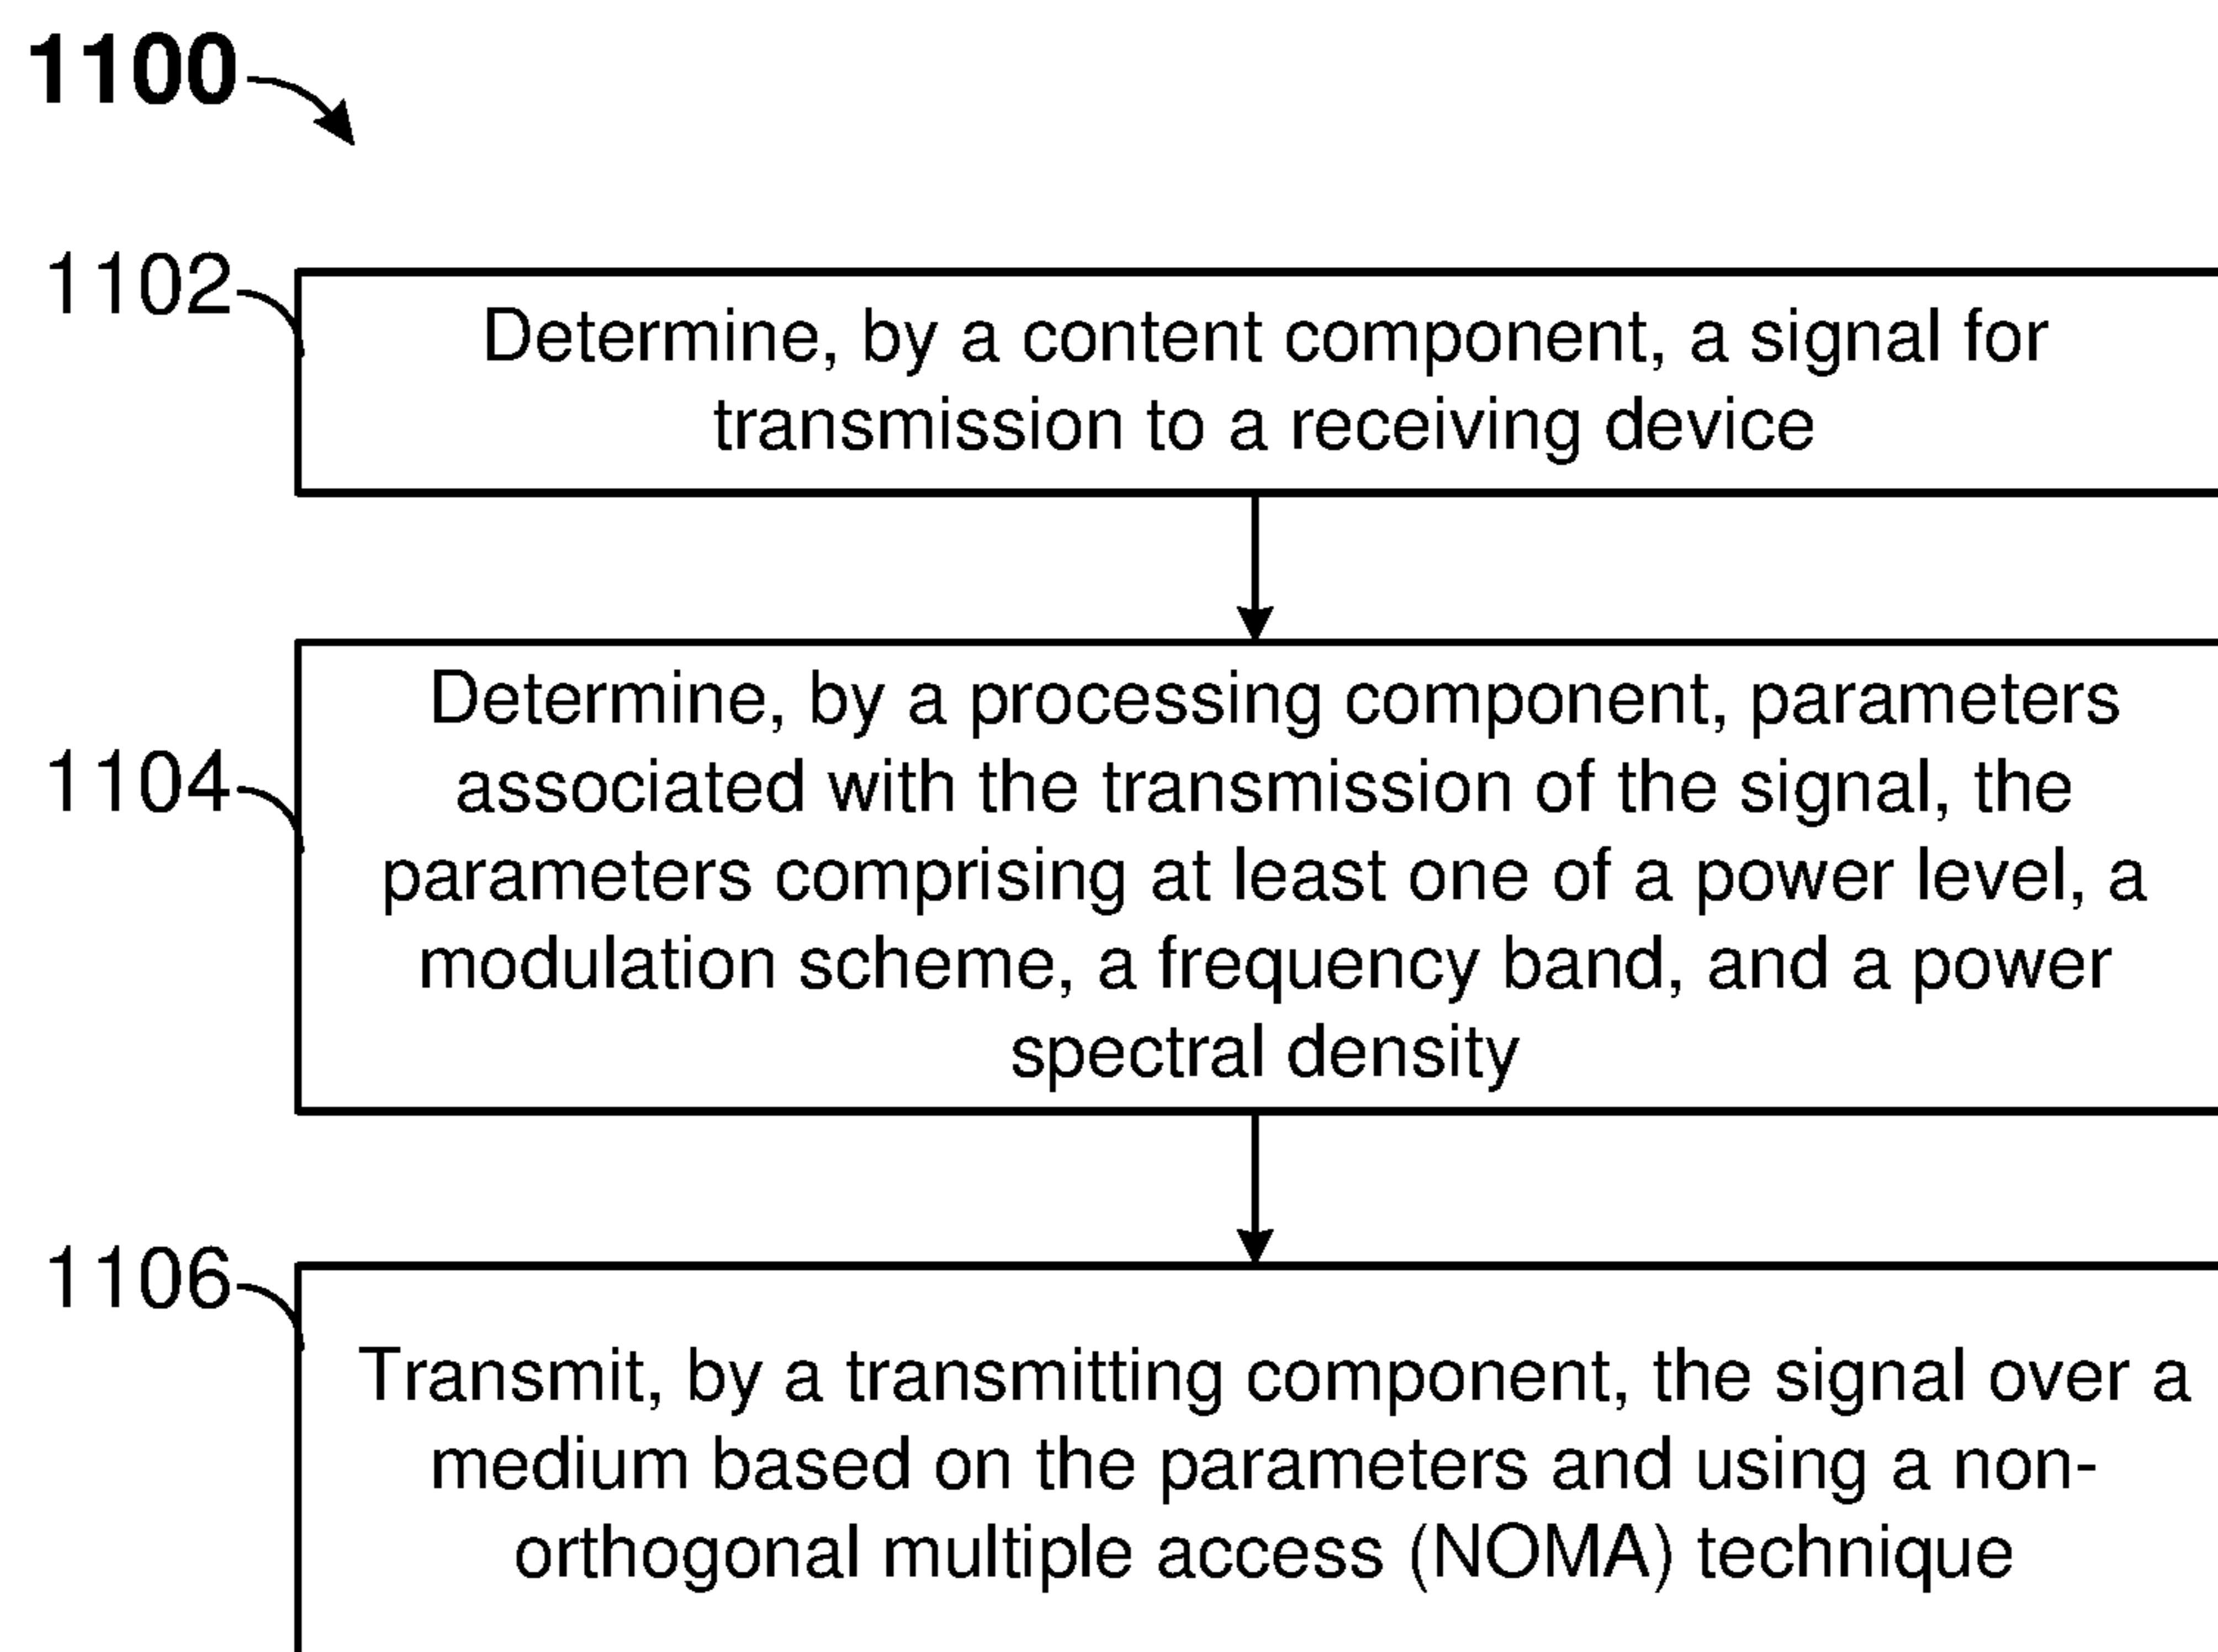 1100
1102
Determine, by a content component, a signal for
transmission to a receiving device
1104
Determine, by a processing component, parameters
associated with the transmission of the signal, the
parameters comprising at least one of a power level, a
modulation scheme, a frequency band, and a power
spectral density
1106
Transmit, by a transmitting component, the signal over a
medium based on the parameters and using a non-
orthogonal multiple access (NOMA) technique